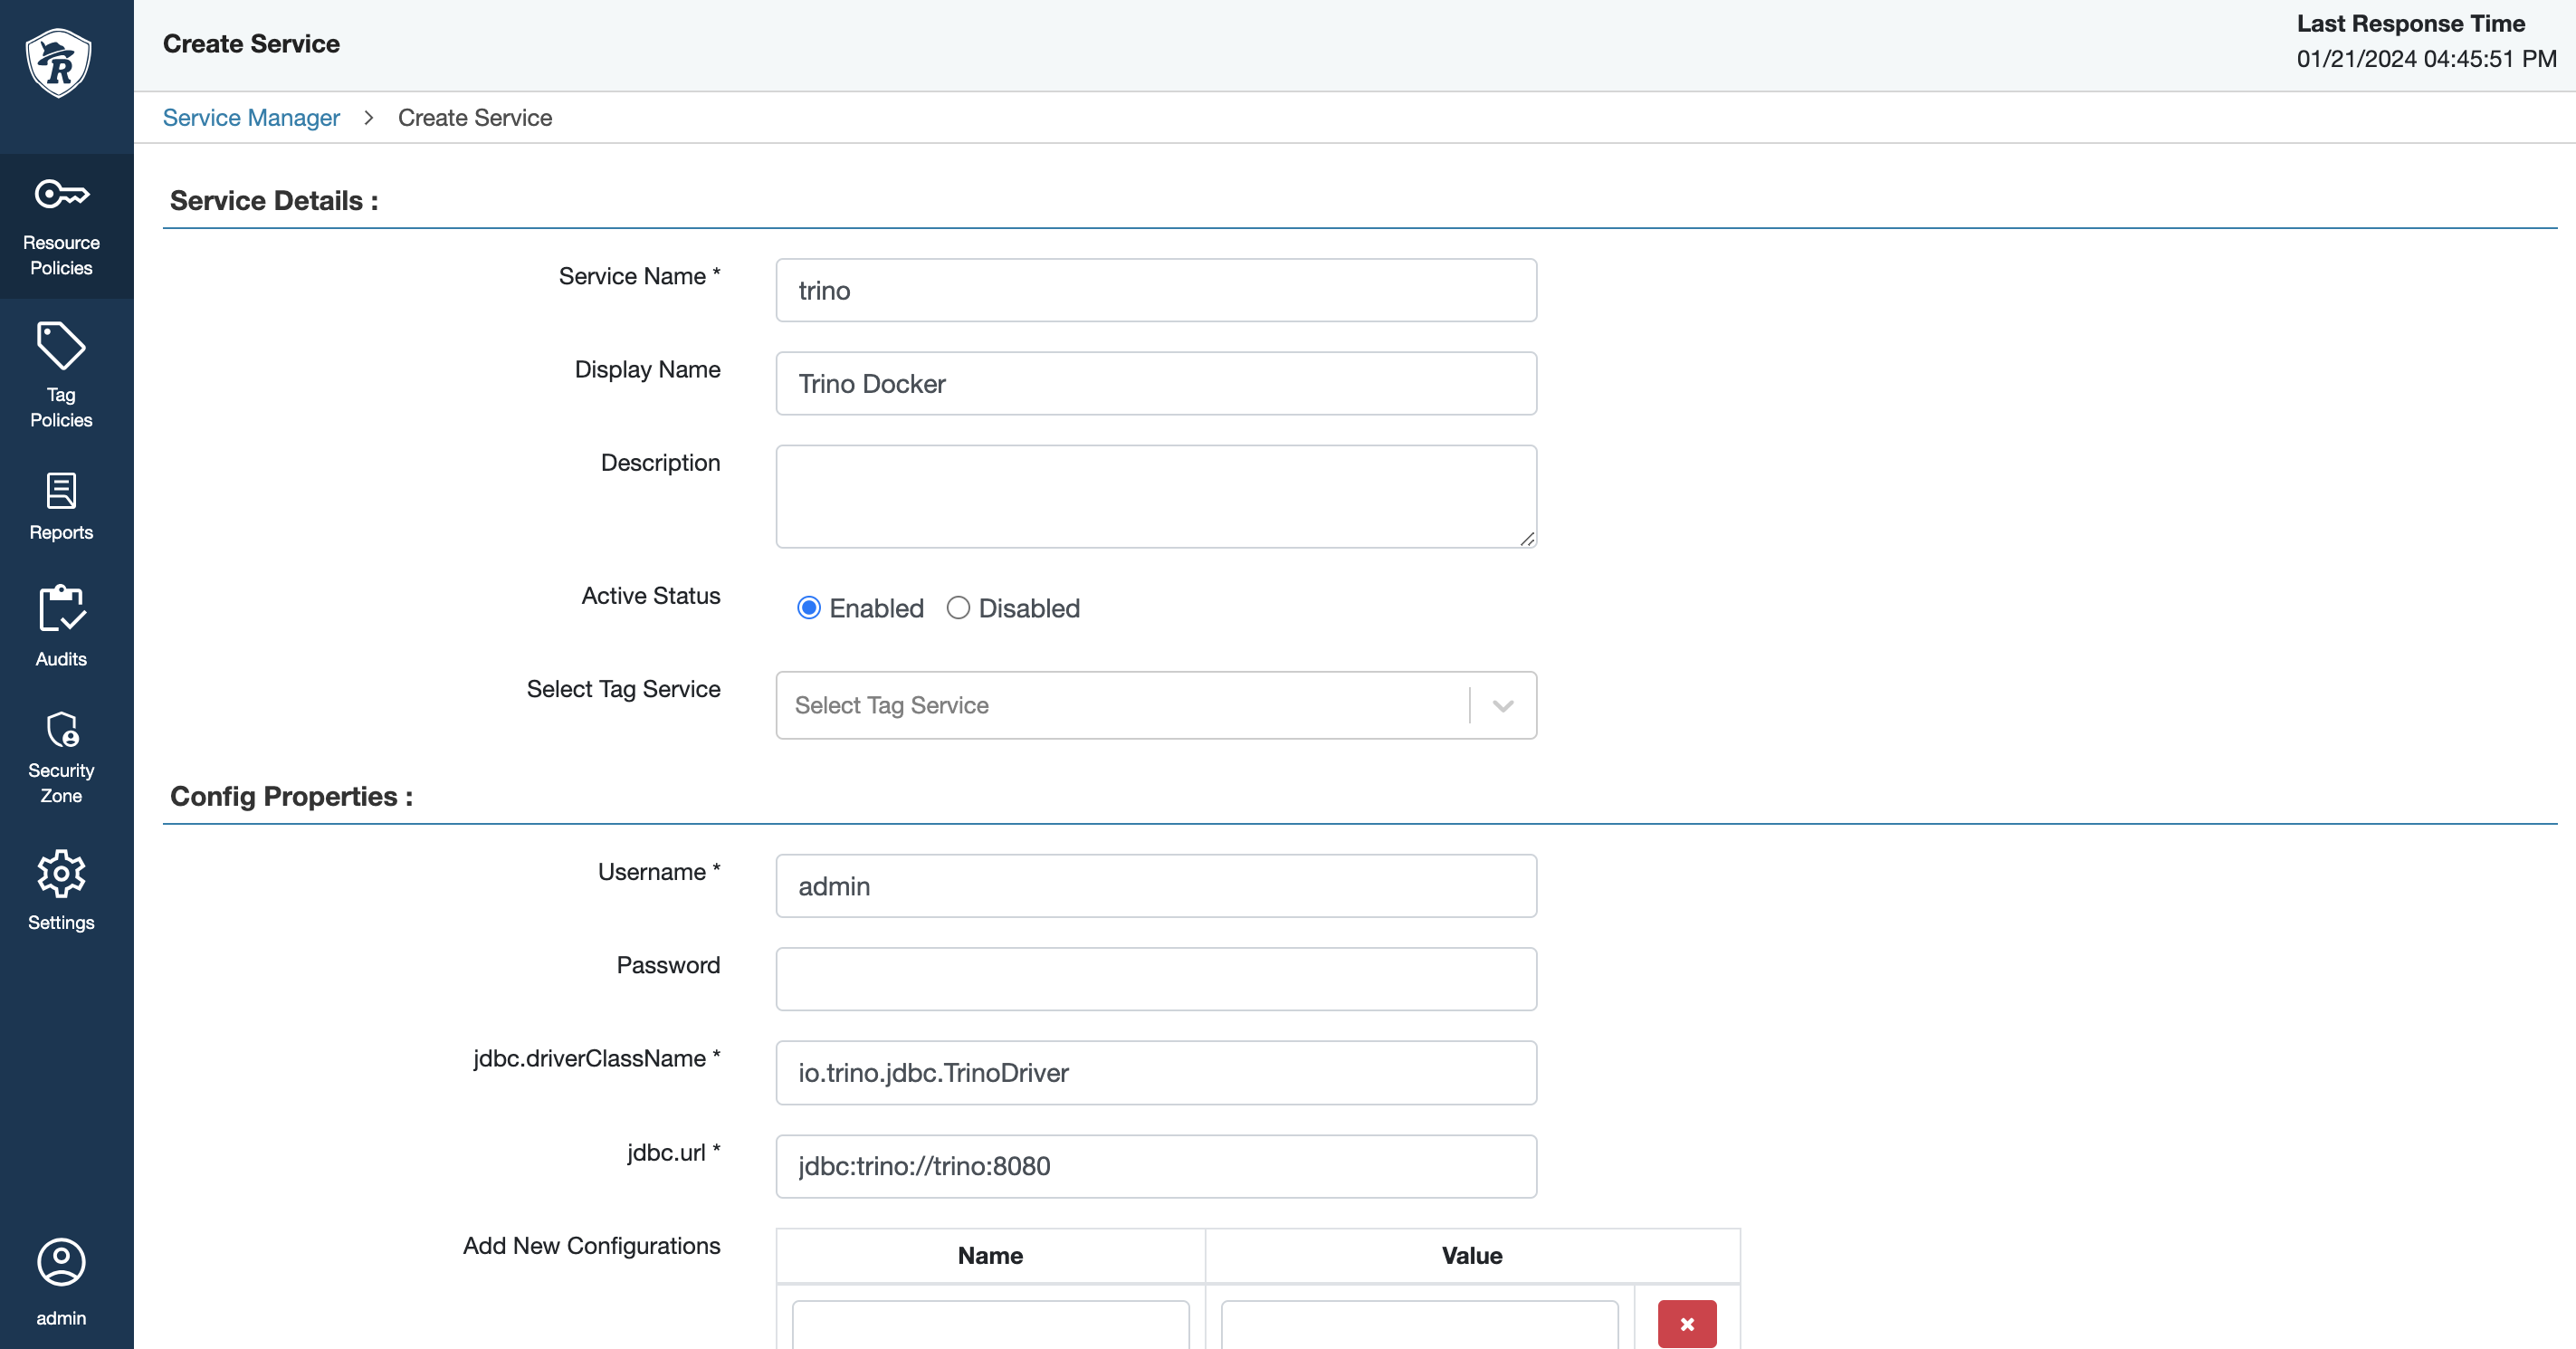 R
Create Service
Last Response Time
01/21/2024 04:45:51 PM
Service Manager > Create Service
Resource
Policies
Tag
Policies
Reports
Audits
Security
Zone
Settings
admin
Service Details :
Service Name *
trino
Display Name
Trino Docker
Description
Active Status
Enabled Disabled
Select Tag Service
Select Tag Service
Config Properties :
Username *
admin
Password
jdbc.driverClassName *
io.trino.jdbc.TrinoDriver
jdbc.url *
jdbc:trino://trino:8080
Add New Configurations
Name Value